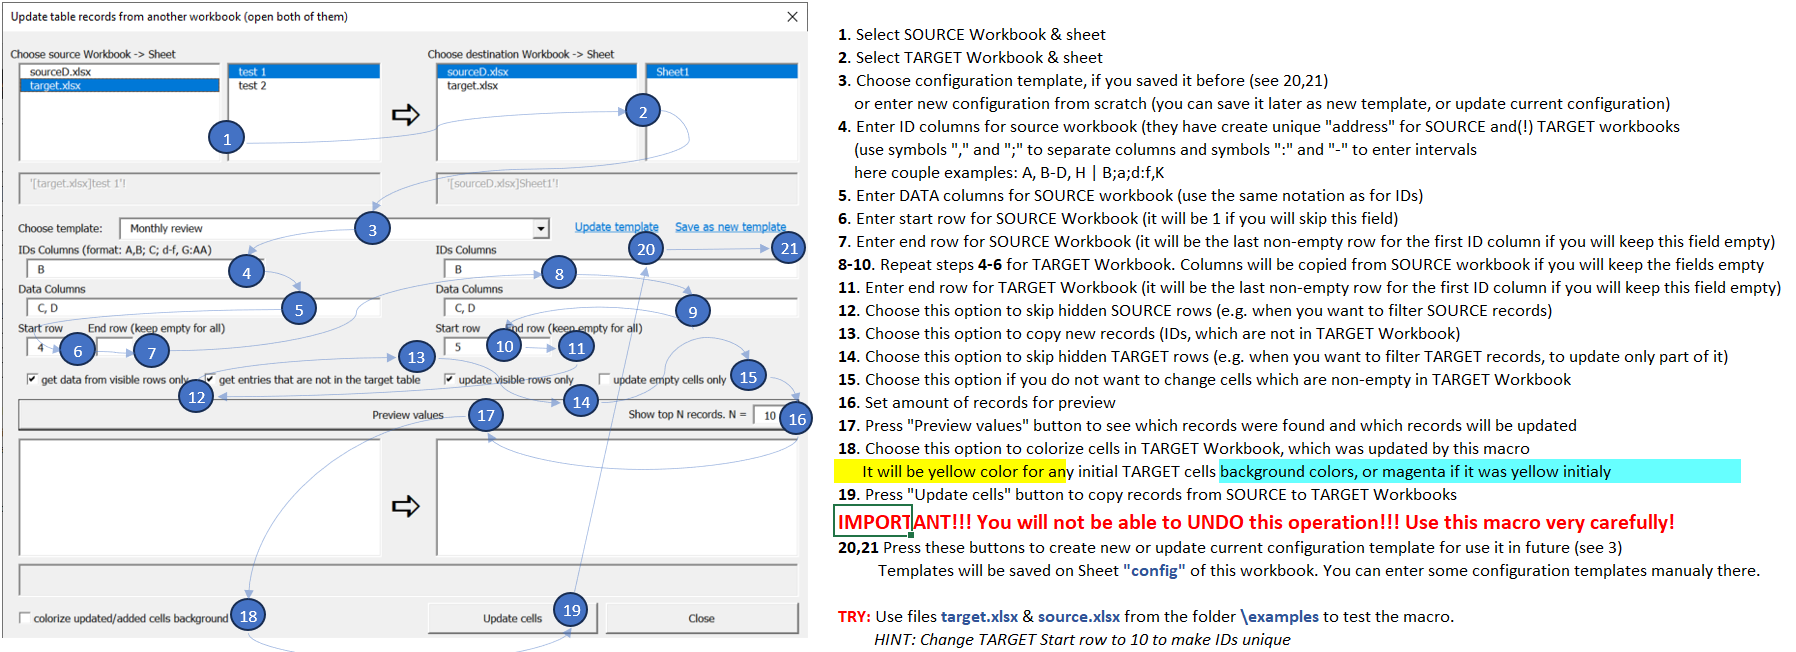 Update table records from another workbook (open both of them)
Choose source Workbook -> Sheet
Choose destination Workbook -> Sheet
sourceD.xlsx
target.xlsx
test 1
test 2
sourceD.xlsx
target.xlsx
Sheet1
1
2
'[target.xlsx]test 1'!
'[sourceD.xlsx]Sheet1'!
Choose template:
Monthly review
3
Update template
Save as new template
20
21
IDs Columns (format: A,B; C; d-f, G:AA)
IDs Columns
B
4
B
8
Data Columns
Data Columns
C, D
5
C, D
9
Start row
End row (keep empty for all)
Start row
End row (keep empty for all)
4
6
7
5
10
11
13
15
get data from visible rows only
get entries that are not in the target table
update visible rows only
update empty cells only
12
14
Preview values
17
Show top N records. N =
10
16
colorize updated/added cells background
18
Update cells
19
Close
1. Select SOURCE Workbook & sheet
2. Select TARGET Workbook & sheet
3. Choose configuration template, if you saved it before (see 20,21)
or enter new configuration from scratch (you can save it later as new template, or update current configuration)
4. Enter ID columns for source workbook (they have create unique "address" for SOURCE and(!) TARGET workbooks
(use symbols "," and ";" to separate columns and symbols ":" and "-" to enter intervals
here couple examples: A, B-D, H | B;a;d:f,K
5. Enter DATA columns for SOURCE workbook (use the same notation as for IDs)
6. Enter start row for SOURCE Workbook (it will be 1 if you will skip this field)
7. Enter end row for SOURCE Workbook (it will be the last non-empty row for the first ID column if you will keep this field empty)
8-10. Repeat steps 4-6 for TARGET Workbook. Columns will be copied from SOURCE workbook if you will keep the fields empty
11. Enter end row for TARGET Workbook (it will be the last non-empty row for the first ID column if you will keep this field empty)
12. Choose this option to skip hidden SOURCE rows (e.g. when you want to filter SOURCE records)
13. Choose this option to copy new records (IDs, which are not in TARGET Workbook)
14. Choose this option to skip hidden TARGET rows (e.g. when you want to filter TARGET records, to update only part of it)
15. Choose this option if you do not want to change cells which are non-empty in TARGET Workbook
16. Set amount of records for preview
17. Press "Preview values" button to see which records were found and which records will be updated
18. Choose this option to colorize cells in TARGET Workbook, which was updated by this macro
It will be yellow color for any initial TARGET cells background colors, or magenta if it was yellow initialy
19. Press "Update cells" button to copy records from SOURCE to TARGET Workbooks
IMPORTANT!!! You will not be able to UNDO this operation!!! Use this macro very carefully!
20,21 Press these buttons to create new or update current configuration template for use it in future (see 3)
Templates will be saved on Sheet "config" of this workbook. You can enter some configuration templates manualy there.
TRY: Use files target.xlsx & source.xlsx from the folder \examples to test the macro.
HINT: Change TARGET Start row to 10 to make IDs unique